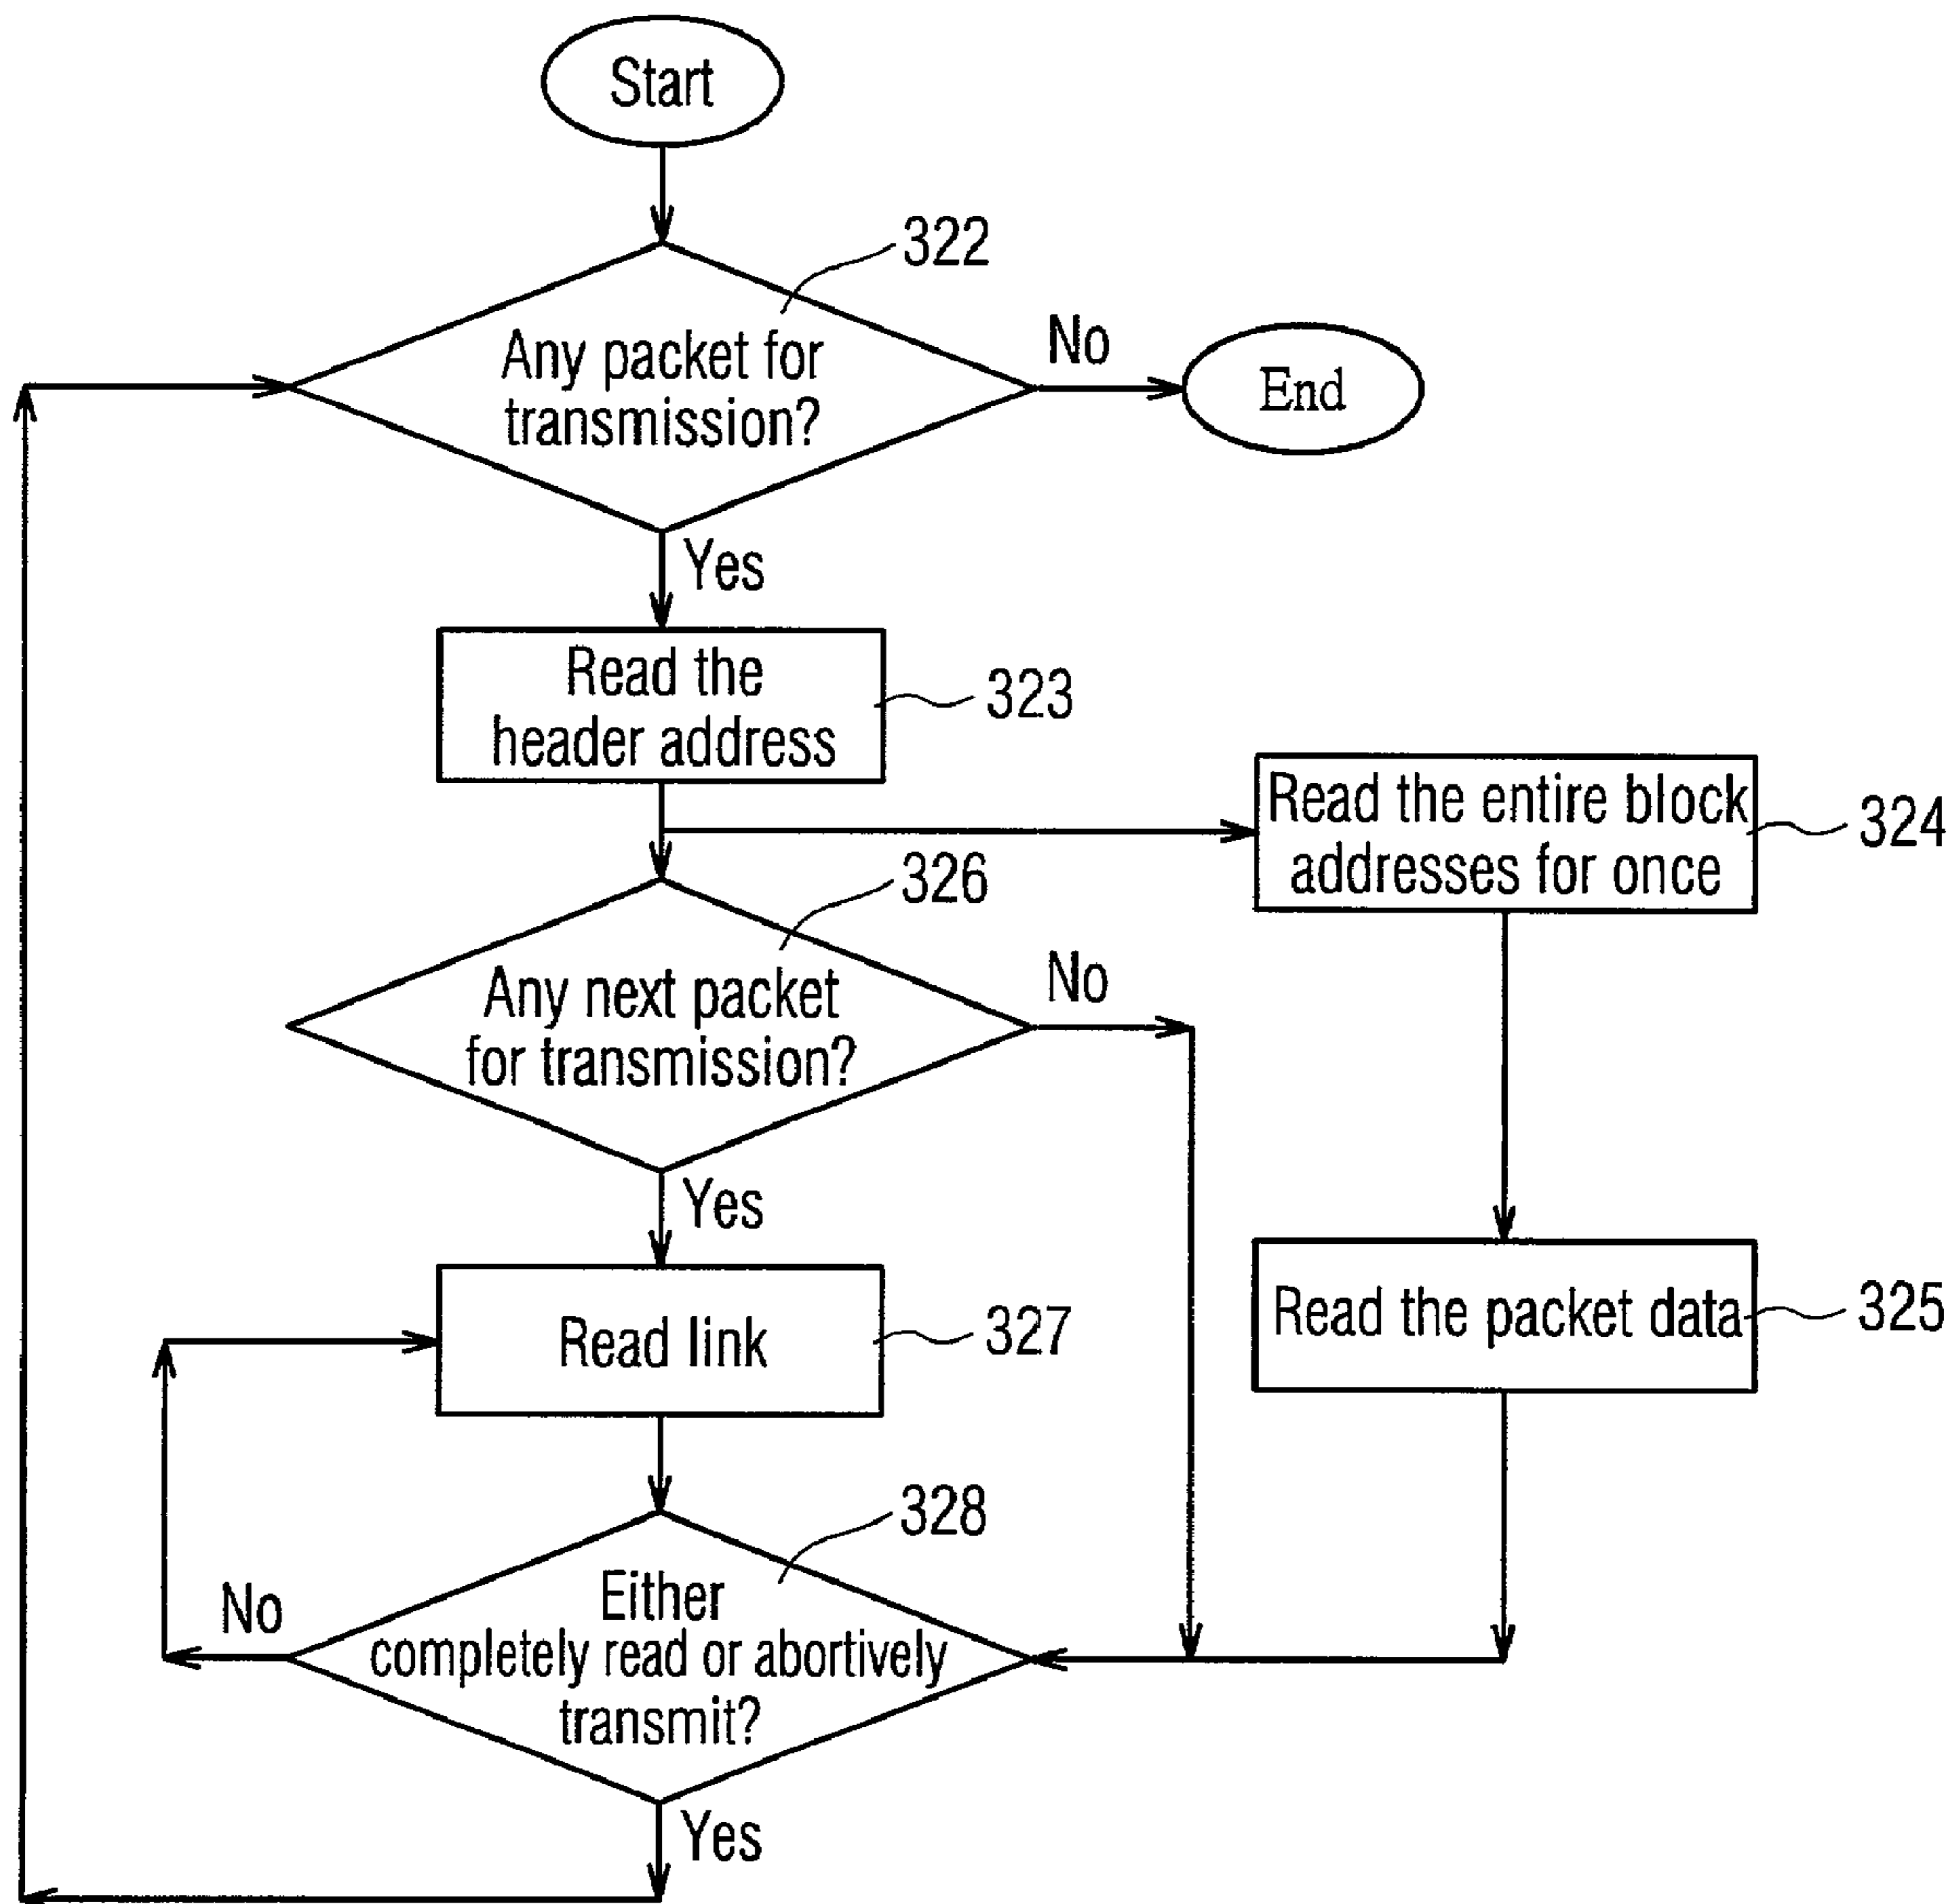 Start
322
Any packet for
transmission?
No
End
Yes
Read the
header address
323
Read the entire block
addresses for once
324
326
Any next packet
for transmission?
No
Yes
Read link
327
Read the packet data
325
328
Either
completely read or abortively
transmit?
No
Yes